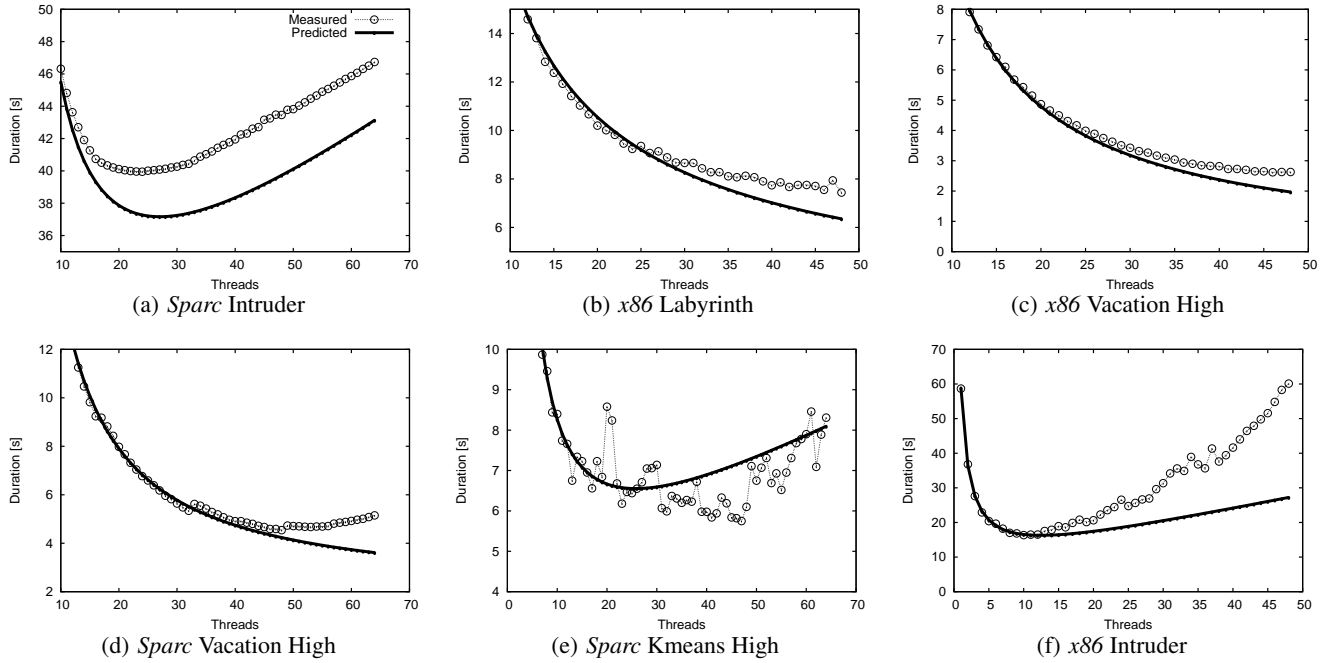 50
48
46
44
42
40
38
36
Duration [s]
Measured
Predicted
10 20 30 40 50 60 70
Threads
(a) Sparc Intruder
14
12
10
8
6
Duration [s]
10 15 20 25 30 35 40 45 50
Threads
(b) x86 Labyrinth
8
7
6
5
4
3
2
1
0
Duration [s]
10 15 20 25 30 35 40 45 50
Threads
(c) x86 Vacation High
12
10
8
6
4
2
Duration [s]
10 20 30 40 50 60 70
Threads
(d) Sparc Vacation High
10
9
8
7
6
5
4
Duration [s]
0 10 20 30 40 50 60 70
Threads
(e) Sparc Kmeans High
70
60
50
40
30
20
10
0
Duration [s]
0 5 10 15 20 25 30 35 40 45 50
Threads
(f) x86 Intruder